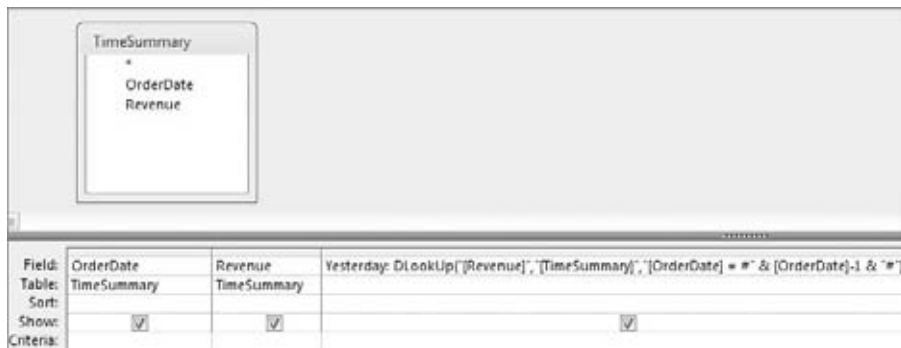 TimeSummary
*
OrderDate
Revenue
Field: OrderDate Revenue Yesterday: DLookUp("[Revenue]","[TimeSummary]","[OrderDate] = #" & [OrderDate]-1 & "#"
Table: TimeSummary TimeSummary
Sort:
Show:
Criteria: